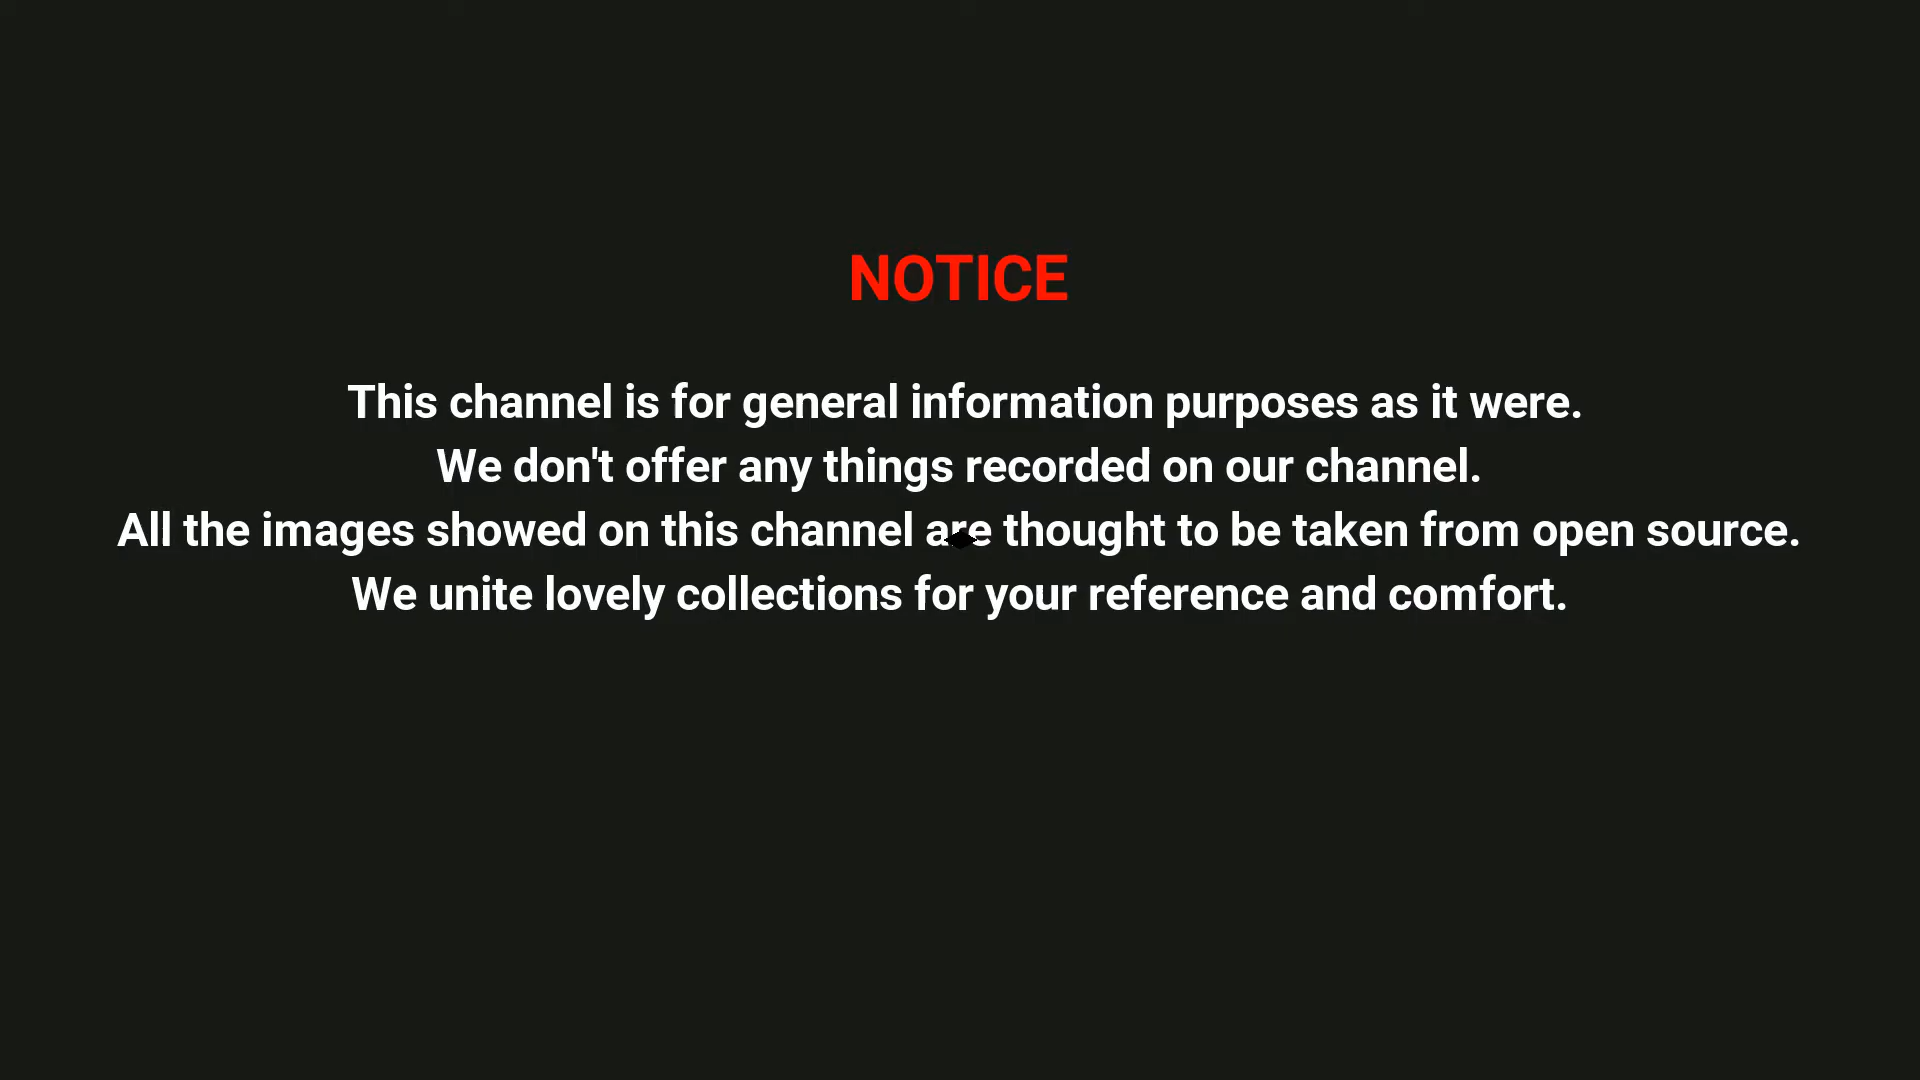 NOTICE
This channel is for general information purposes as it were.
We don't offer any things recorded on our channel.
All the images showed on this channel are thought to be taken from open source.
We unite lovely collections for your reference and comfort.